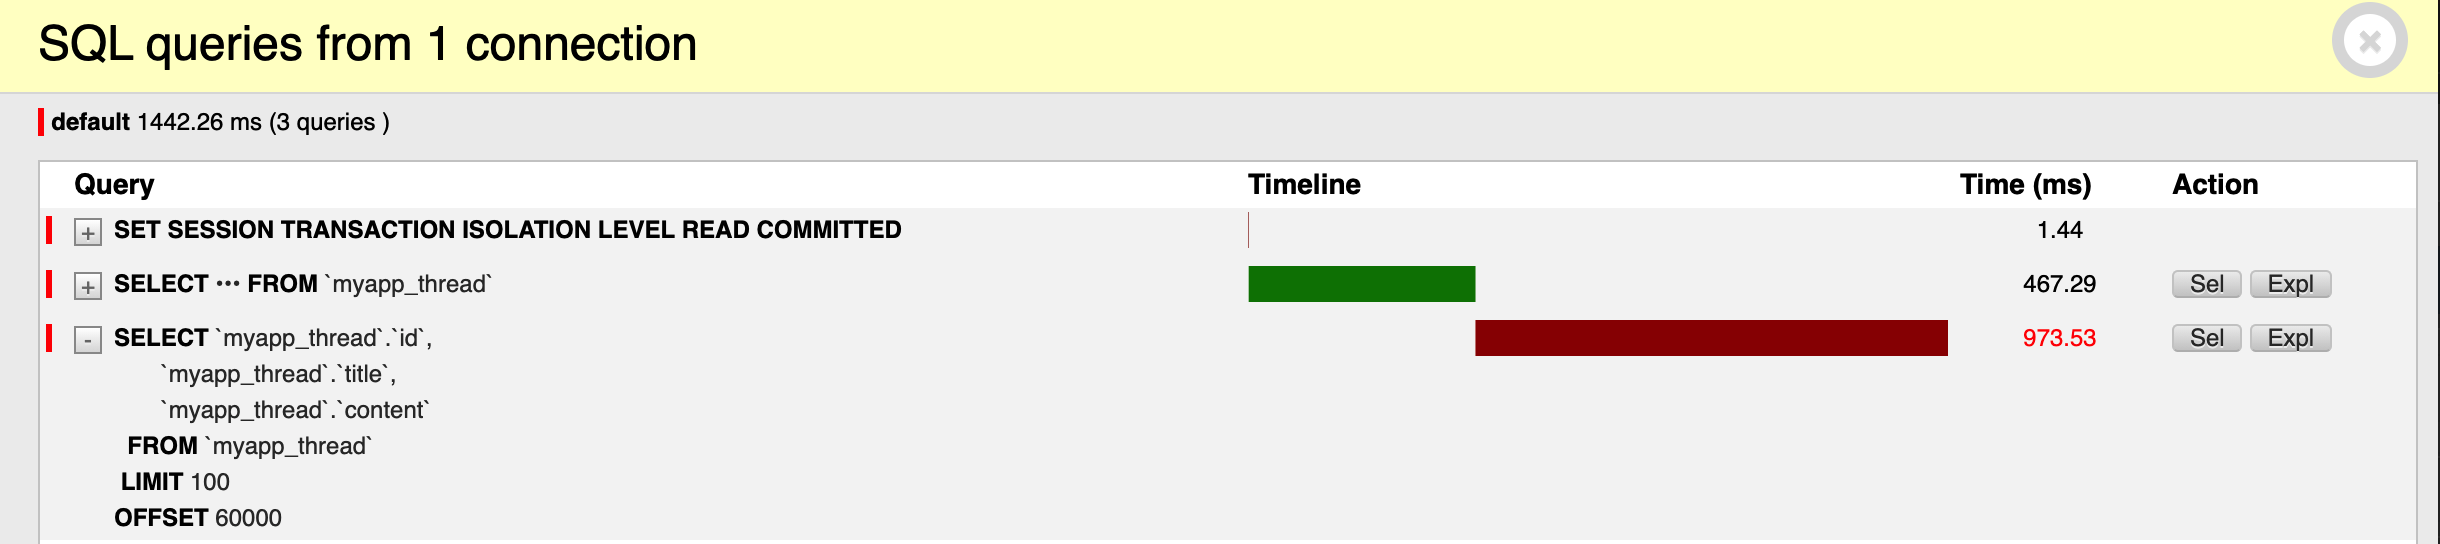 SQL queries from 1 connection
default 1442.26 ms (3 queries )
Query Timeline Time (ms) Action
+ SET SESSION TRANSACTION ISOLATION LEVEL READ COMMITTED 1.44
+ SELECT ••• FROM `myapp_thread` 467.29 Sel Expl
- SELECT `myapp_thread`.`id`, 973.53 Sel Expl
`myapp_thread`.`title`,
`myapp_thread`.`content`
FROM `myapp_thread`
LIMIT 100
OFFSET 60000